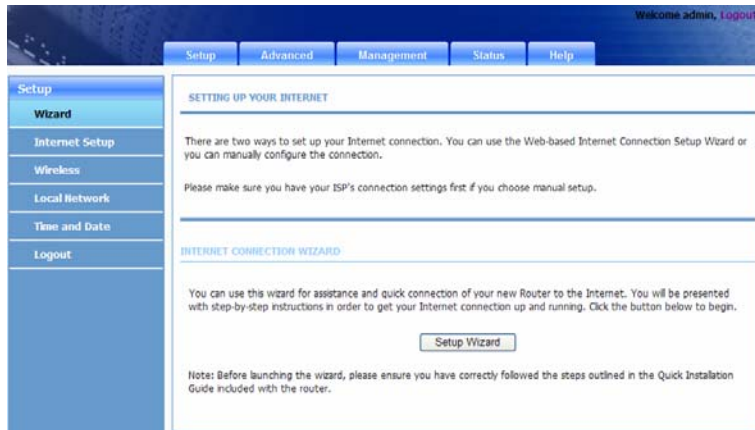 Welcome admin, Logout
Setup Advanced Management Status Help
Setup
Wizard
Internet Setup
Wireless
Local Network
Time and Date
Logout
SETTING UP YOUR INTERNET
There are two ways to set up your Internet connection. You can use the Web-based Internet Connection Setup Wizard or
you can manually configure the connection.
Please make sure you have your ISP's connection settings first if you choose manual setup.
INTERNET CONNECTION WIZARD
You can use this wizard for assistance and quick connection of your new Router to the Internet. You will be presented
with step-by-step instructions in order to get your Internet connection up and running. Click the button below to begin.
Setup Wizard
Note: Before launching the wizard, please ensure you have correctly followed the steps outlined in the Quick Installation
Guide included with the router.